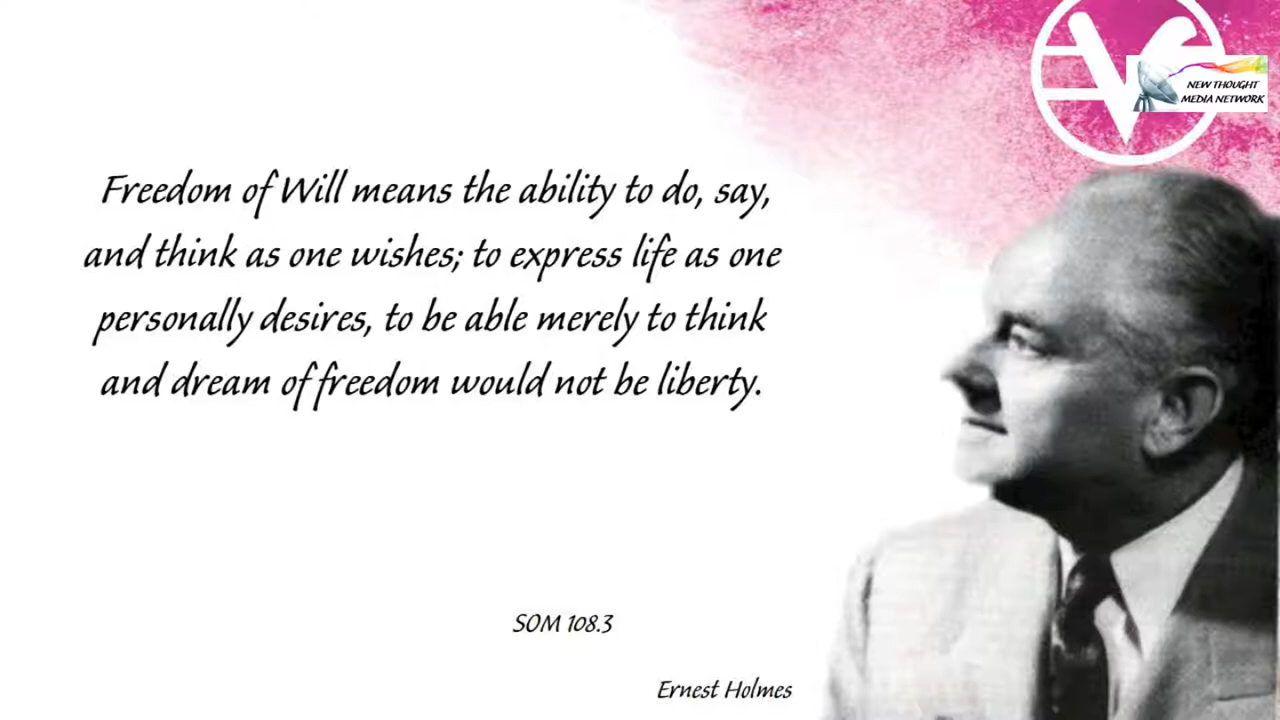 NEW THOUGHT
MEDIA NETWORK
Freedom of Will means the ability to do, say,
and think as one wishes; to express life as one
personally desires, to be able merely to think
and dream of freedom would not be liberty.
SOM 108.3
Ernest Holmes